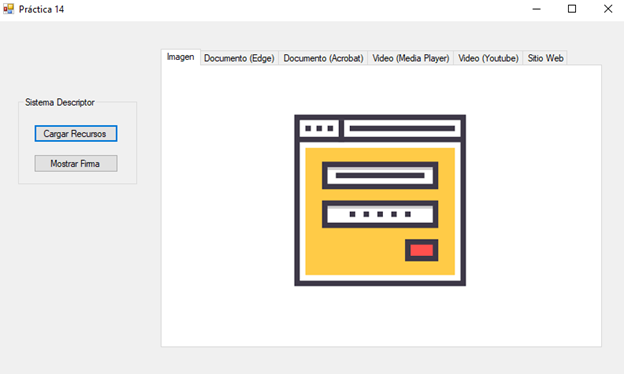 Práctica 14
Imagen Documento (Edge) Documento (Acrobat) Video (Media Player) Video (Youtube) Sitio Web
Sistema Descriptor
Cargar Recursos
Mostrar Firma